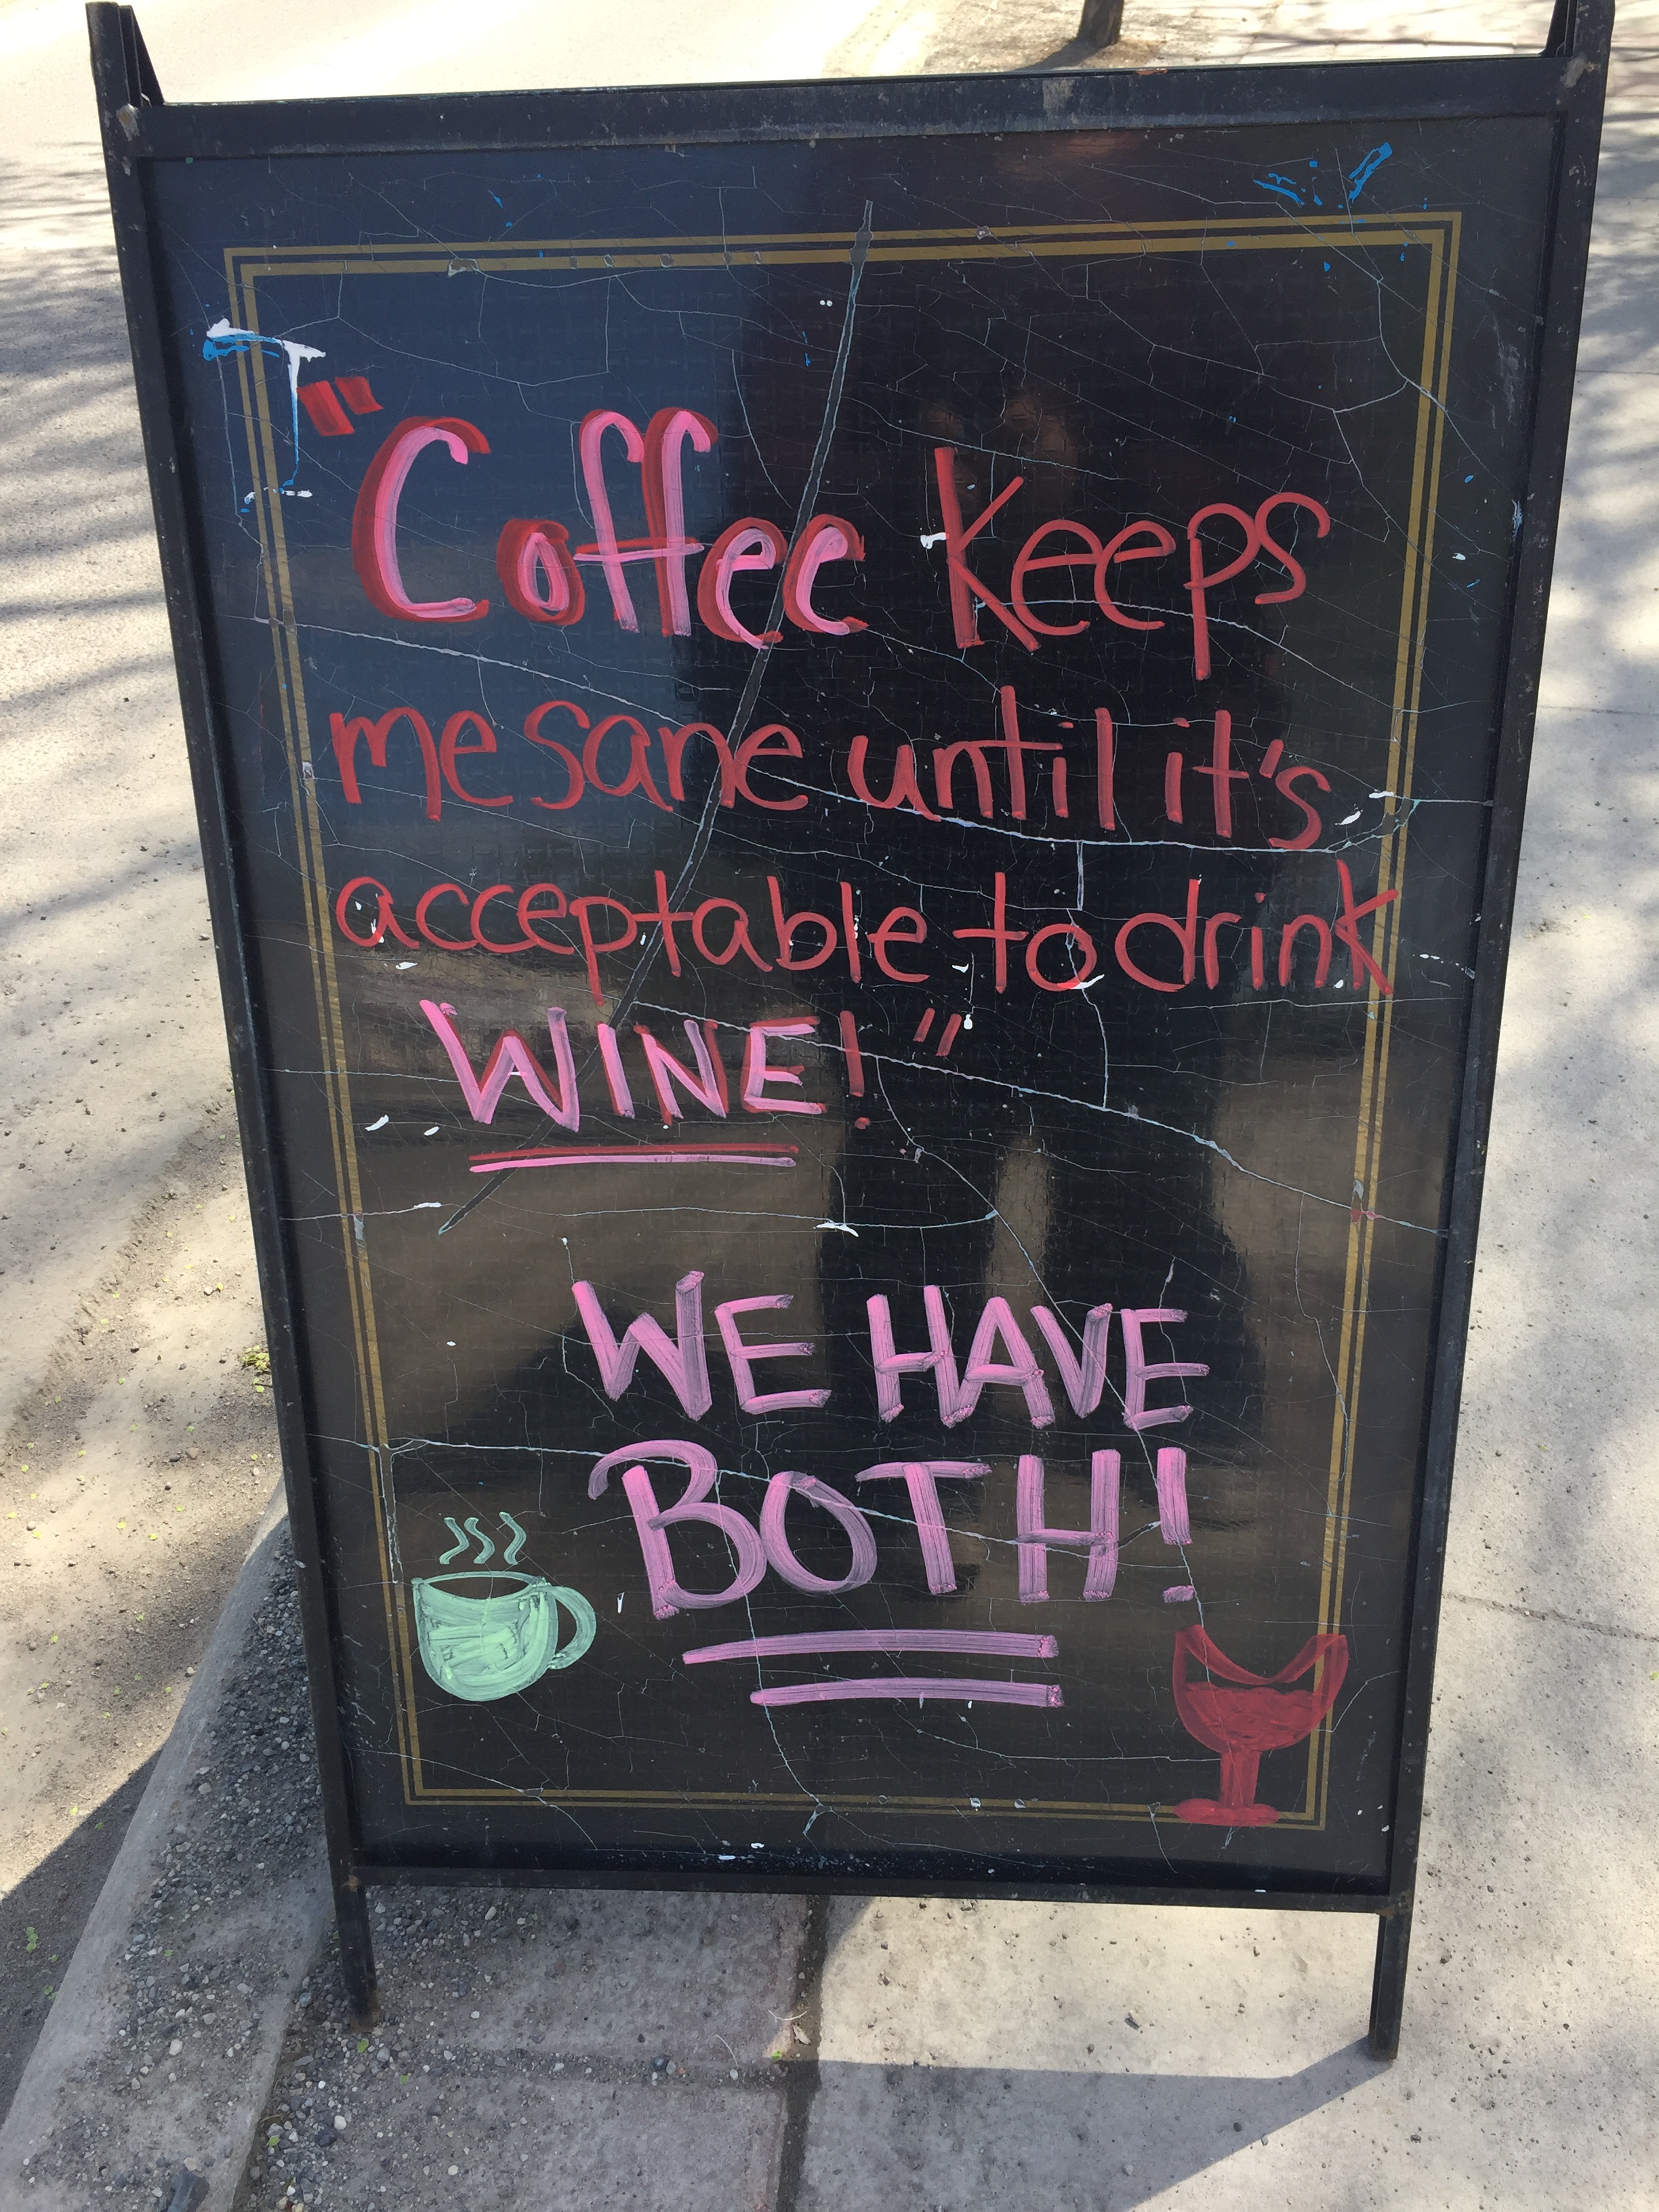 "Coffee Keeps
me sane until it's
acceptable to drink
WINE!"
WE HAVE
BOTH!